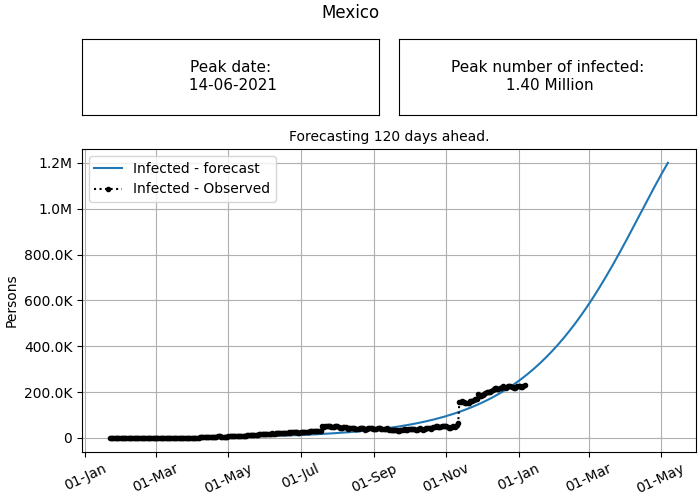 Mexico
Peak date:
14-06-2021
Peak number of infected:
1.40 Million
Forecasting 120 days ahead.
Infected - forecast
Infected - Observed
Persons
1.2M
1.0M
800.0K
600.0K
400.0K
200.0K
0
01-Jan
01-Mar
01-May
01-Jul
01-Sep
01-Nov
01-Jan
01-Mar
01-May